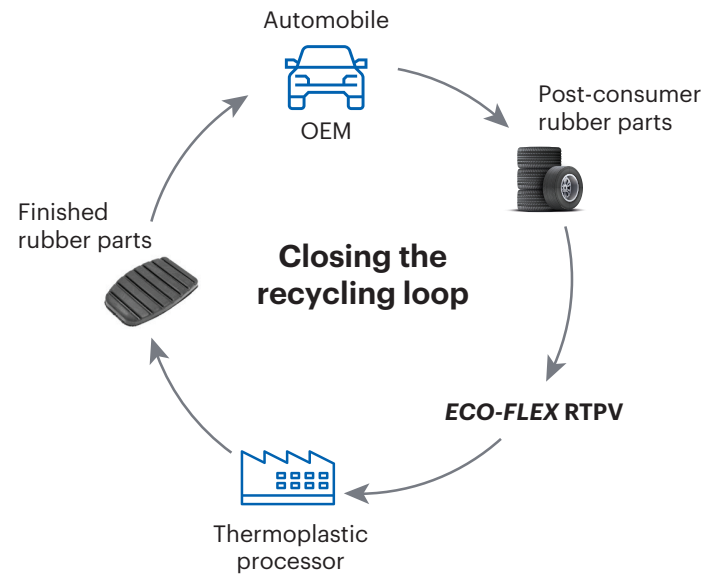 Automobile
OEM
Post-consumer
rubber parts
Finished
rubber parts
Closing the
recycling loop
ECO-FLEX RTPV
Thermoplastic
processor